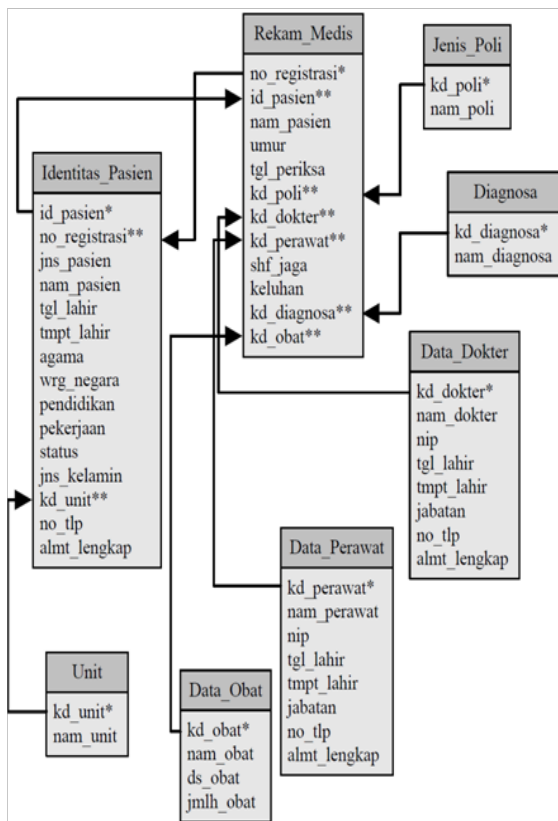 Rekam_Medis
no_registrasi*
id_pasien**
nam_pasien
umur
tgl_periksa
kd_poli**
kd_dokter**
kd_perawat**
shf_jaga
keluhan
kd_diagnosa**
kd_obat**
Jenis_Poli
kd_poli*
nam_poli
Identitas_Pasien
id_pasien*
no_registrasi**
jns_pasien
nam_pasien
tgl_lahir
tmpt_lahir
agama
wrg_negara
pendidikan
pekerjaan
status
jns_kelamin
kd_unit**
no_tlp
almt_lengkap
Diagnosa
kd_diagnosa*
nam_diagnosa
Data_Dokter
kd_dokter*
nam_dokter
nip
tgl_lahir
tmpt_lahir
jabatan
no_tlp
almt_lengkap
Data_Perawat
kd_perawat*
nam_perawat
nip
tgl_lahir
tmpt_lahir
jabatan
no_tlp
almt_lengkap
Unit
kd_unit*
nam_unit
Data_Obat
kd_obat*
nam_obat
ds_obat
jmlh_obat